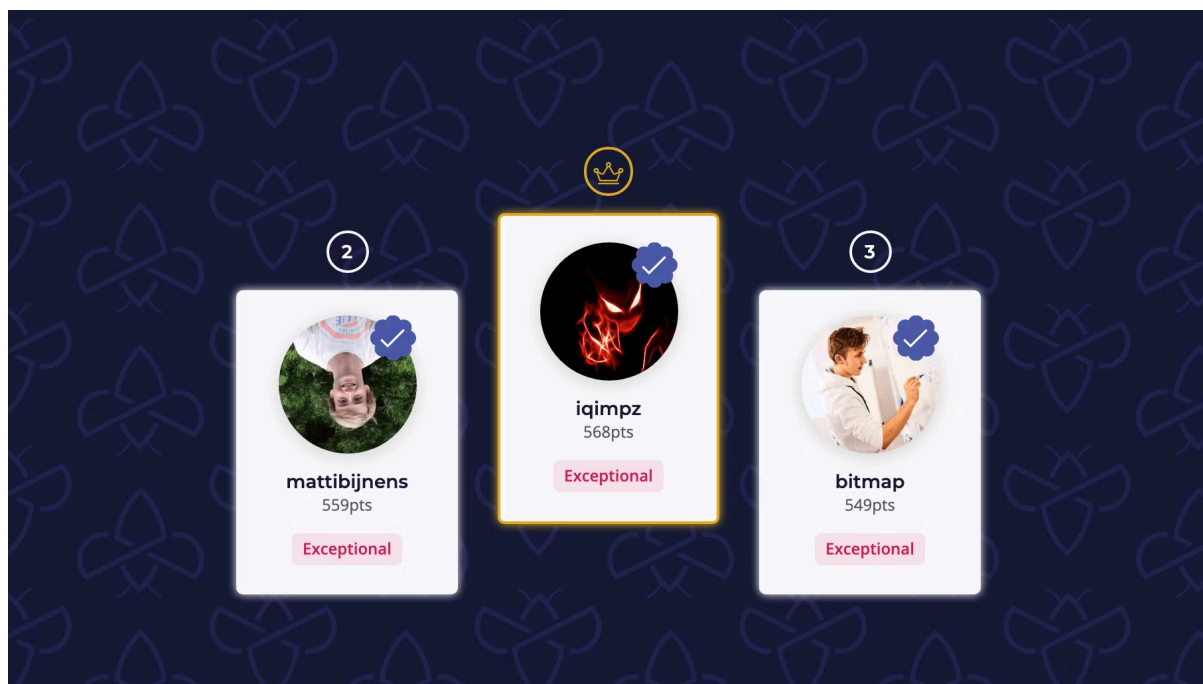 2
mattibijnens
559pts
Exceptional
iqimpz
568pts
Exceptional
3
bitmap
549pts
Exceptional